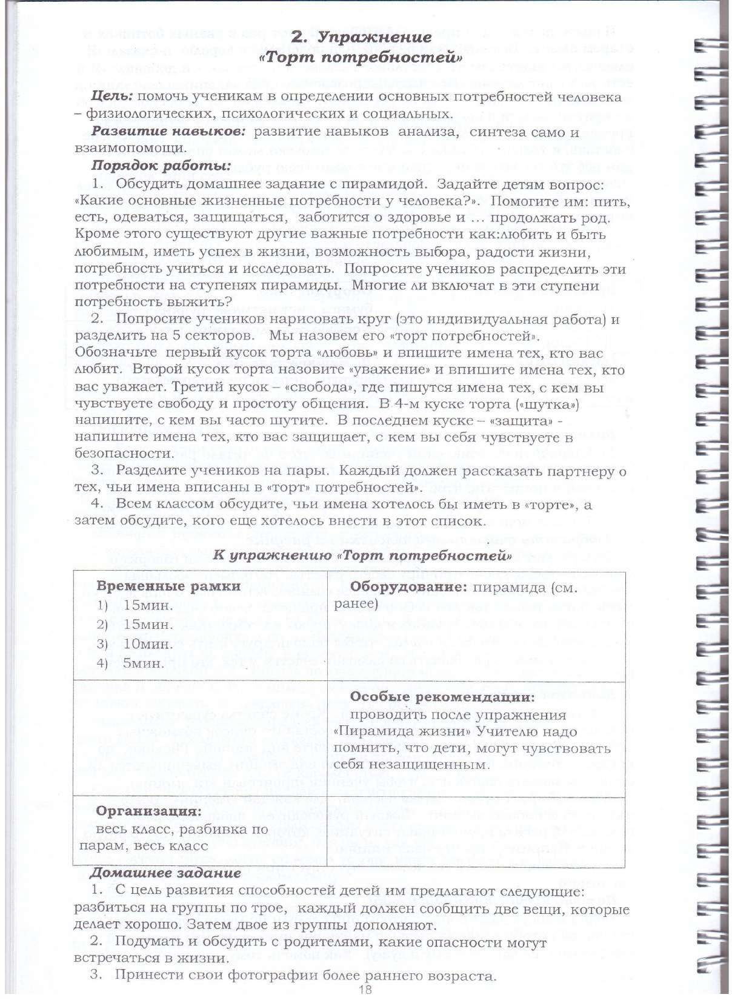 2. Упражнение
«Торт потребностей»
Цель: помочь ученикам в определении основных потребностей человека
– физиологических, психологических и социальных.
Развитие навыков: развитие навыков анализа, синтеза само и
взаимопомощи.
Порядок работы:
1. Обсудить домашнее задание с пирамидой. Задайте детям вопрос:
«Какие основные жизненные потребности у человека?». Помогите им: пить,
есть, одеваться, защищаться, заботится о здоровье и ... продолжать род.
Кроме этого существуют другие важные потребности как:любить и быть
любимым, иметь успех в жизни, возможность выбора, радости жизни,
потребность учиться и исследовать. Попросите учеников распределить эти
потребности на ступенях пирамиды. Многие ли включат в эти ступени
потребность выжить?
2. Попросите учеников нарисовать круг (это индивидуальная работа) и
разделить на 5 секторов. Мы назовем его «торт потребностей».
Обозначьте первый кусок торта «любовь» и впишите имена тех, кто вас
любит. Второй кусок торта назовите «уважение» и впишите имена тех, кто
вас уважает. Третий кусок – «свобода», где пишутся имена тех, с кем вы
чувствуете свободу и простоту общения. В 4-м куске торта («шутка»)
напишите, с кем вы часто шутите. В последнем куске – «защита» -
напишите имена тех, кто вас защищает, с кем вы себя чувствуете в
безопасности.
3. Разделите учеников на пары. Каждый должен рассказать партнеру о
тех, чьи имена вписаны в «торт» потребностей».
4. Всем классом обсудите, чьи имена хотелось бы иметь в «торте», а
затем обсудите, кого еще хотелось внести в этот список.
К упражнению «Торт потребностей»
Временные рамки
1) 15мин.
2) 15мин.
3) 10мин.
4) 5мин.
Оборудование: пирамида (см.
ранее)
Особые рекомендации:
проводить после упражнения
«Пирамида жизни» Учителю надо
помнить, что дети, могут чувствовать
себя незащищенным.
Организация:
весь класс, разбивка по
парам, весь класс
Домашнее задание
1. С цель развития способностей детей им предлагают следующие:
разбиться на группы по трое, каждый должен сообщить две вещи, которые
делает хорошо. Затем двое из группы дополняют.
2. Подумать и обсудить с родителями, какие опасности могут
встречаться в жизни.
3. Принести свои фотографии более раннего возраста.
18